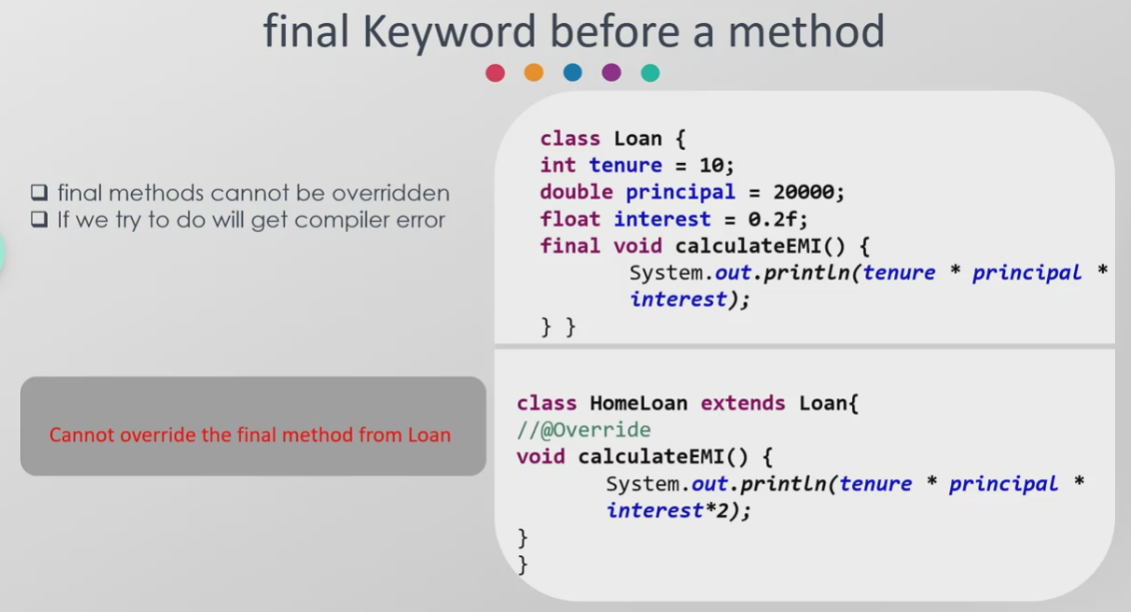 final Keyword before a method
final methods cannot be overridden
If we try to do will get compiler error
class Loan {
int tenure = 10;
double principal = 20000;
float interest = 0.2f;
final void calculateEMI() {
System.out.println(tenure * principal *
interest);
} }
Cannot override the final method from Loan
class HomeLoan extends Loan{
//@Override
void calculateEMI() {
System.out.println(tenure * principal *
interest*2);
}
}